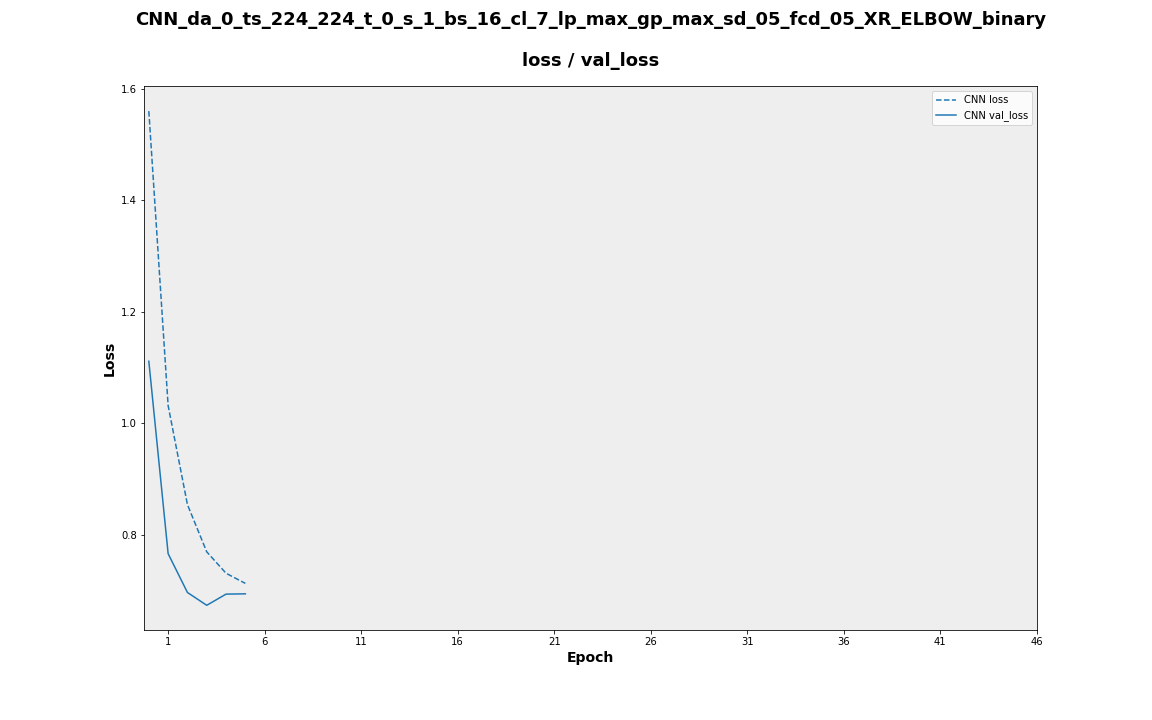 CNN_da_0_ts_224_224_t_0_s_1_bs_16_cl_7_lp_max_gp_max_sd_05_fcd_05_XR_ELBOW_binary
loss / val_loss
CNN loss
CNN val_loss
Loss
1.6
1.4
1.2
1.0
0.8
1 6 11 16 21 26 31 36 41 46
Epoch